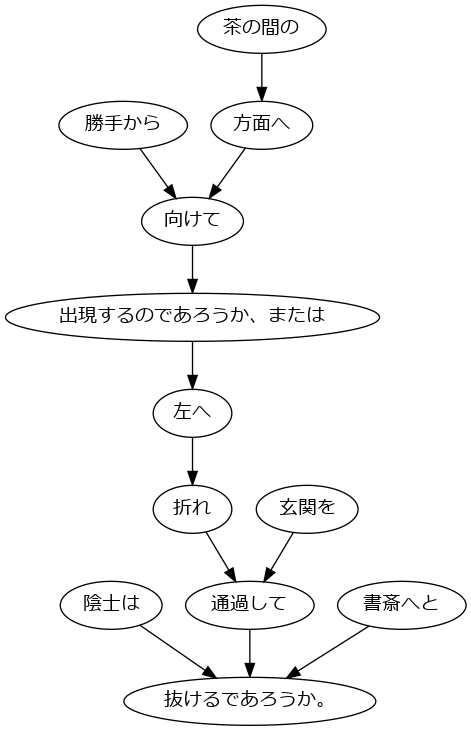 茶の間の
勝手から
方面へ
向けて
出現するのであろうか、または
左へ
折れ
玄関を
陰士は
通過して
書斎へと
抜けるであろうか。